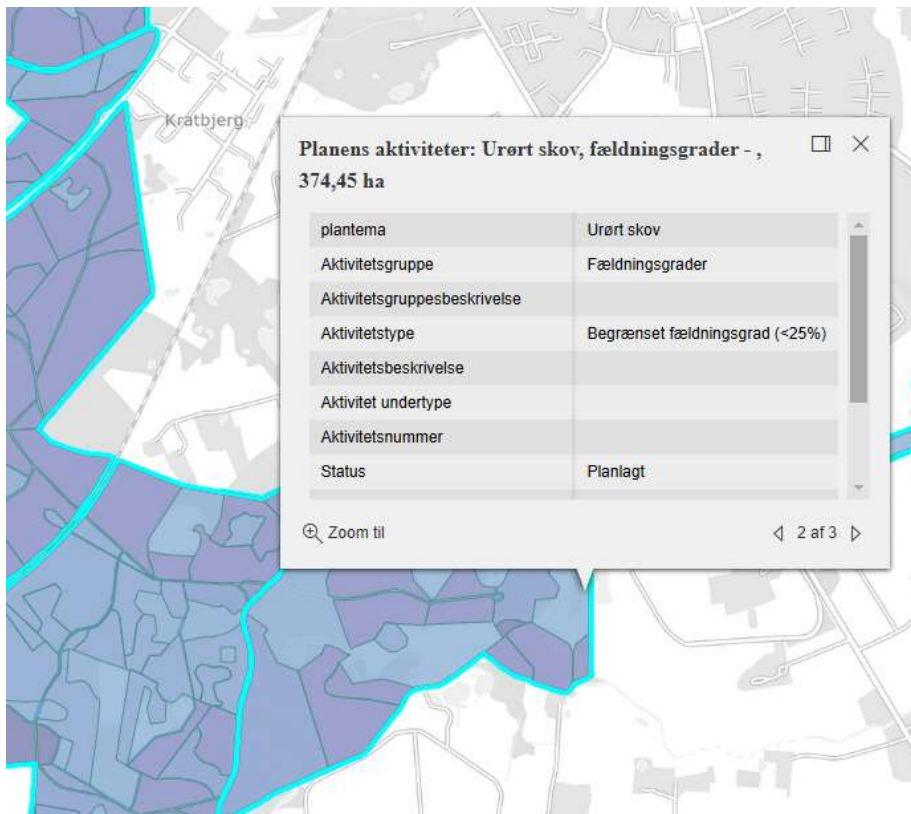 Kratbjerg
Planens aktiviteter: Urørt skov, fældningsgrader - ,
374,45 ha
plantema Urørt skov
Aktivitetsgruppe Fældningsgrader
Aktivitetsgruppesbeskrivelse
Aktivitetstype Begrænset fældningsgrad (<25%)
Aktivitetsbeskrivelse
Aktivitet undertype
Aktivitetsnummer
Status Planlagt
Zoom til
2 af 3